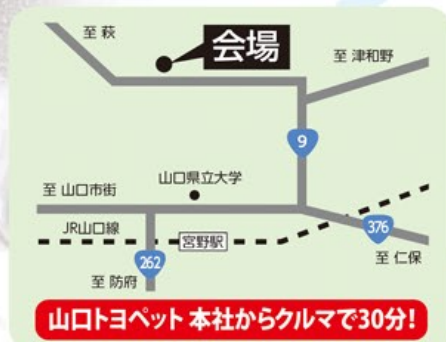 至 萩
会場
至 津和野
9
山口県立大学
至 山口市街
JR山口線
宮野駅
376
262
至 仁保
至 防府
山口トヨペット 本社からクルマで30分!